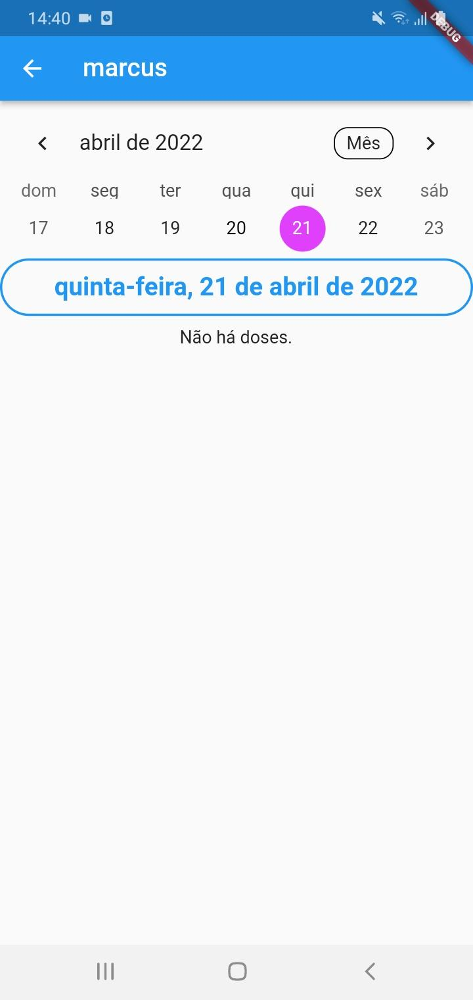 14:40
DEBUG
marcus
abril de 2022 Mês
dom seg ter qua qui sex sáb
17 18 19 20 21 22 23
quinta-feira, 21 de abril de 2022
Não há doses.